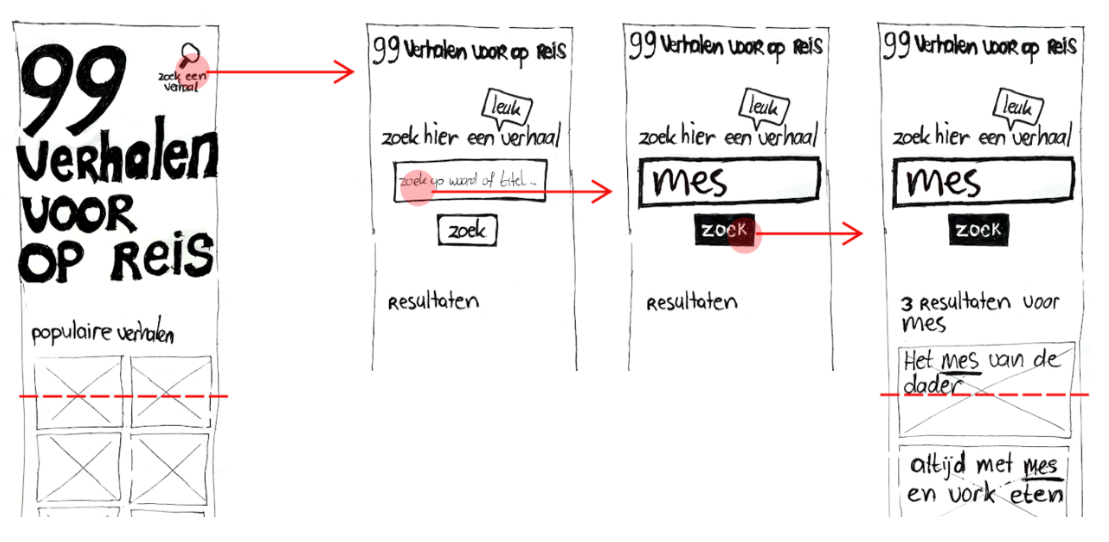 99
verhalen
voor
op reis
zoek een
verhaal
populaire verhalen
99 verhalen voor op reis
leuk
zoek hier een verhaal
zoek op woord of titel...
zoek
Resultaten
99 verhalen voor op reis
leuk
zoek hier een verhaal
mes
zoek
Resultaten
99 verhalen voor op reis
leuk
zoek hier een verhaal
mes
zoek
3 Resultaten voor
mes
Het mes van de
dader
altijd met mes
en vork eten